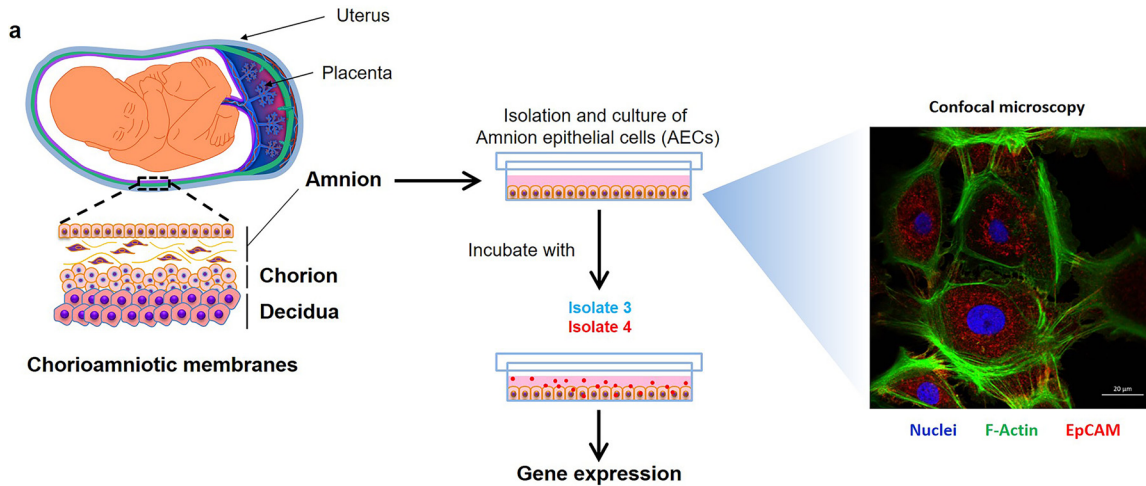 a
Uterus
Placenta
Amnion
Chorion
Decidua
Chorioamniotic membranes
Isolation and culture of
Amnion epithelial cells (AECs)
Incubate with
Isolate 3
Isolate 4
Gene expression
Confocal microscopy
20 µm
Nuclei F-Actin EpCAM